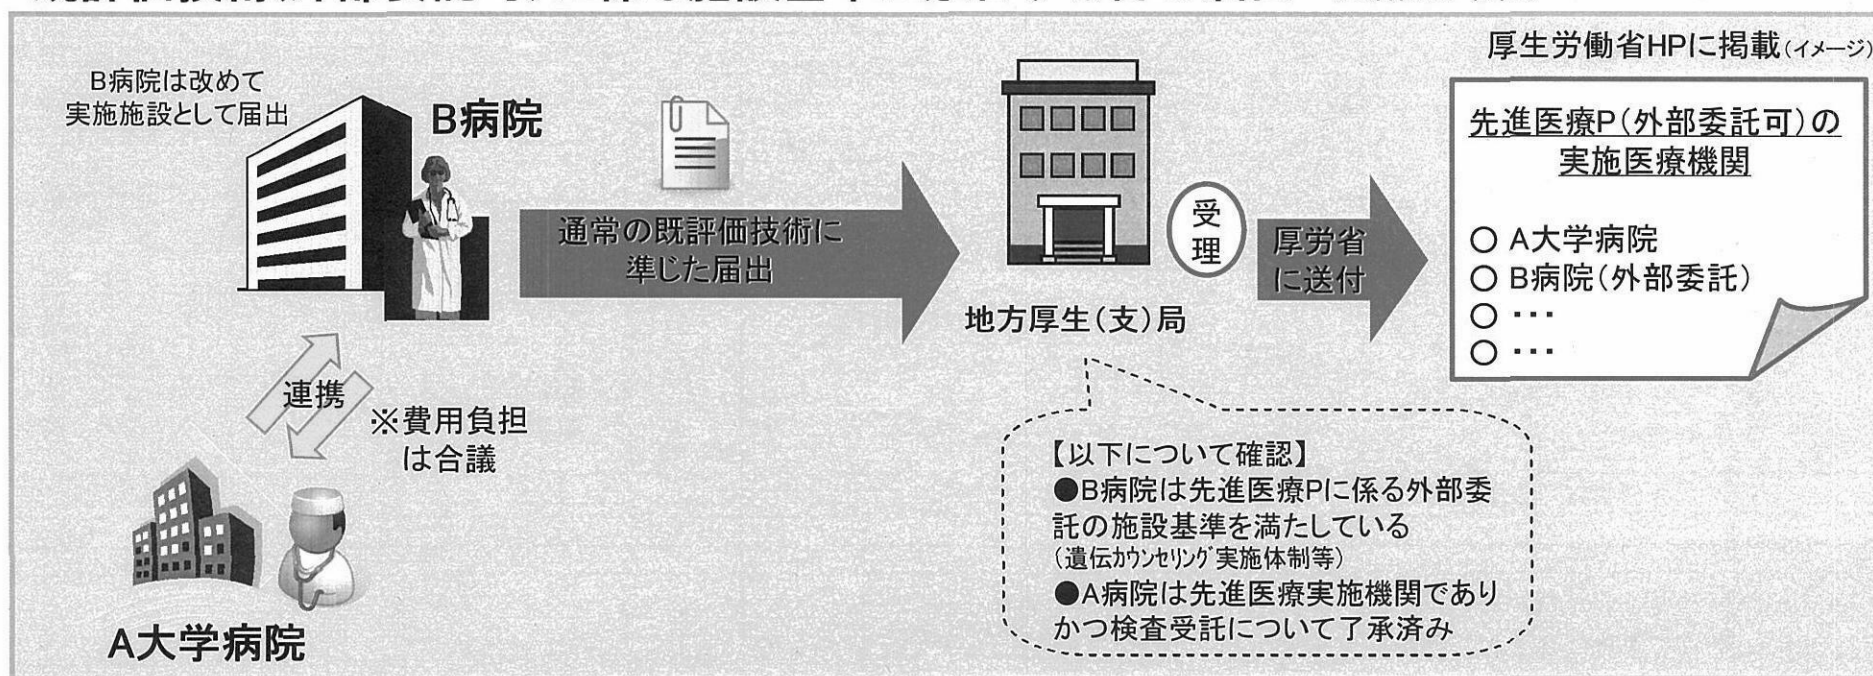 B病院は改めて
実施施設として届出
B病院
通常の既評価技術に
準じた届出
受
理
地方厚生(支)局
厚労省
に送付
厚生労働省HPに掲載(イメージ)
先進医療P(外部委託可)の
実施医療機関
○ A大学病院
○ B病院(外部委託)
○ ・・・
○ ・・・
連携
※費用負担
は合議
A大学病院
【以下について確認】
●B病院は先進医療Pに係る外部委
託の施設基準を満たしている
(遺伝カウンセリング実施体制等)
●A病院は先進医療実施機関であり
かつ検査受託について了承済み